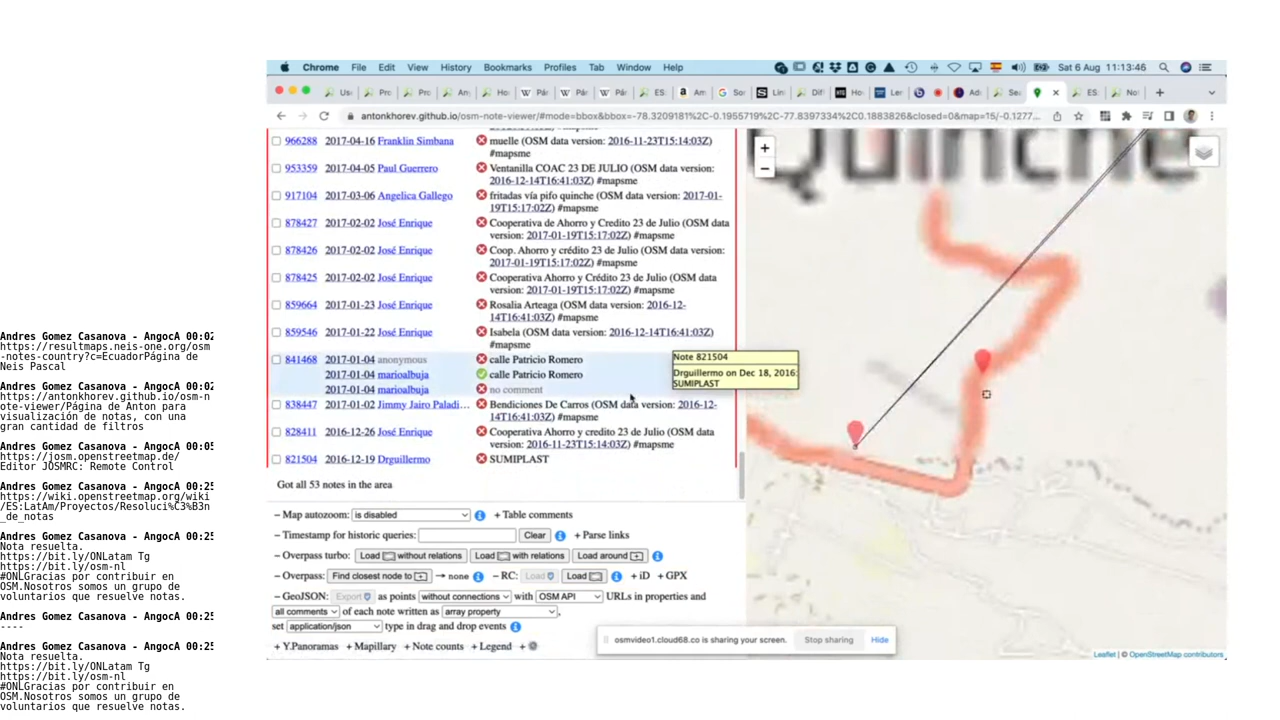 Andres Gomez Casanova - AngocA 00:02
https://resultmaps.neis-one.org/osm
-notes-country?c=EcuadorPágina de
Neis Pascal
Andres Gomez Casanova - AngocA 00:02
https://antonkhorev.github.io/osm-n
ote-viewer/Página de Anton para
visualización de notas, con una
gran cantidad de filtros
Andres Gomez Casanova - AngocA 00:05
https://josm.openstreetmap.de/
Editor JOSMRC: Remote Control
Andres Gomez Casanova - AngocA 00:25
https://wiki.openstreetmap.org/wiki
/ES:LatAm/Proyectos/Resoluci%C3%B3n
_de_notas
Andres Gomez Casanova - AngocA 00:25
Nota resuelta.
https://bit.ly/ONLatam Tg
https://bit.ly/osm-nl
#ONLGracias por contribuir en
OSM.Nosotros somos un grupo de
voluntarios que resuelve notas.
Andres Gomez Casanova - AngocA 00:25
----
Andres Gomez Casanova - AngocA 00:25
Nota resuelta.
https://bit.ly/ONLatam Tg
https://bit.ly/osm-nl
#ONLGracias por contribuir en
OSM.Nosotros somos un grupo de
voluntarios que resuelve notas.
Chrome File Edit View History Bookmarks Profiles Tab Window Help Sat 6 Aug 11:13:46
antonkhorev.github.io/osm-note-viewer/#mode=bbox&bbox=-78.3209181%2C-0.1955719%2C-77.8397334%2C0.1883826&closed=0&map=15/-0.1277...
966288 2017-04-16 Franklin Simbana muelle (OSM data version: 2016-11-23T15:14:03Z)
#mapsme
953359 2017-04-05 Paul Guerrero Ventanilla COAC 23 DE JULIO (OSM data version:
2016-12-14T16:41:03Z) #mapsme
917104 2017-03-06 Angelica Gallego fritadas vía pifo quinche (OSM data version: 2017-01-
19T15:17:02Z) #mapsme
878427 2017-02-02 José Enrique Cooperativa de Ahorro y Credito 23 de Julio (OSM data
version: 2017-01-19T15:17:02Z) #mapsme
878426 2017-02-02 José Enrique Coop. Ahorro y crédito 23 de Julio (OSM data version:
2017-01-19T15:17:02Z) #mapsme
878425 2017-02-02 José Enrique Cooperativa Ahorro y Crédito 23 de Julio (OSM data
version: 2017-01-19T15:17:02Z) #mapsme
859664 2017-01-23 José Enrique Rosalia Arteaga (OSM data version: 2016-12-
14T16:41:03Z) #mapsme
859546 2017-01-22 José Enrique Isabela (OSM data version: 2016-12-14T16:41:03Z)
#mapsme
841468 2017-01-04 anonymous calle Patricio Romero
2017-01-04 marioalbuja calle Patricio Romero
2017-01-04 marioalbuja no comment
838447 2017-01-02 Jimmy Jairo Paladi... Bendiciones De Carros (OSM data version: 2016-12-
14T16:41:03Z) #mapsme
828411 2016-12-26 José Enrique Cooperativa Ahorro y credito 23 de Julio (OSM data
version: 2016-11-23T15:14:03Z) #mapsme
821504 2016-12-19 Drguillermo SUMIPLAST
Got all 53 notes in the area
− Map autozoom: is disabled + Table comments
− Timestamp for historic queries: Clear + Parse links
− Overpass turbo: Load without relations Load with relations Load around
− Overpass: Find closest node to → none − RC: Load Load + iD + GPX
− GeoJSON: Export as points without connections with OSM API URLs in properties and
all comments of each note written as array property ,
set application/json type in drag and drop events
+ Y.Panoramas + Mapillary + Note counts + Legend +
Note 821504
Drguillermo on Dec 18, 2016:
SUMIPLAST
+
−
Quinche
osmvideo1.cloud68.co is sharing your screen. Stop sharing Hide
Leaflet | © OpenStreetMap contributors